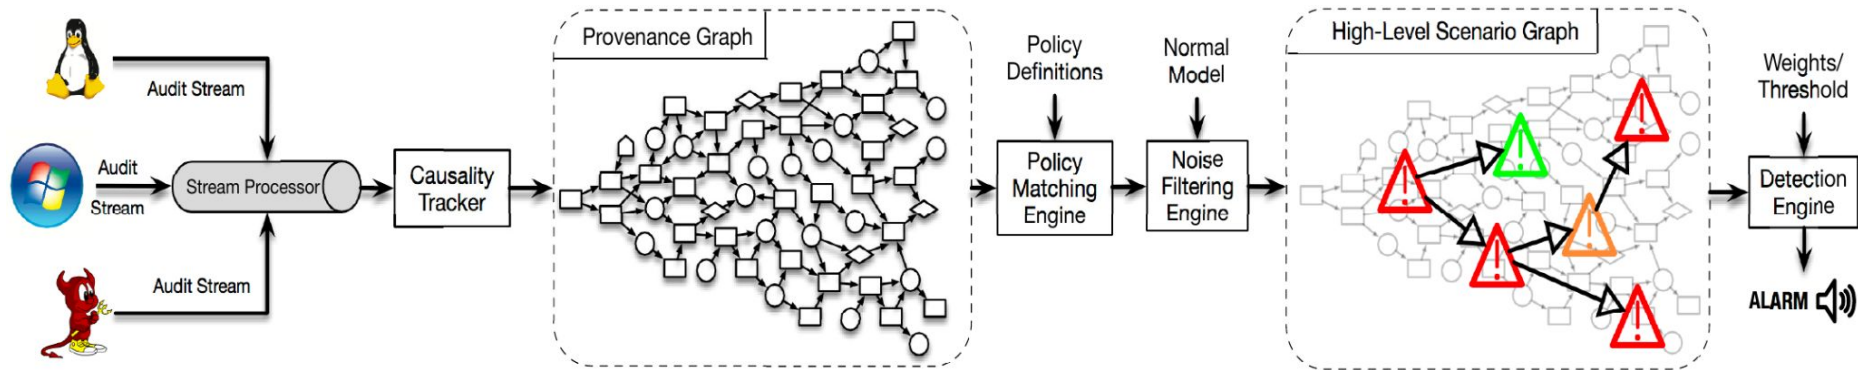 Audit Stream
Audit
Stream
Audit Stream
Stream Processor
Causality
Tracker
Provenance Graph
Policy
Definitions
Policy
Matching
Engine
Normal
Model
Noise
Filtering
Engine
High-Level Scenario Graph
Weights/
Threshold
Detection
Engine
ALARM